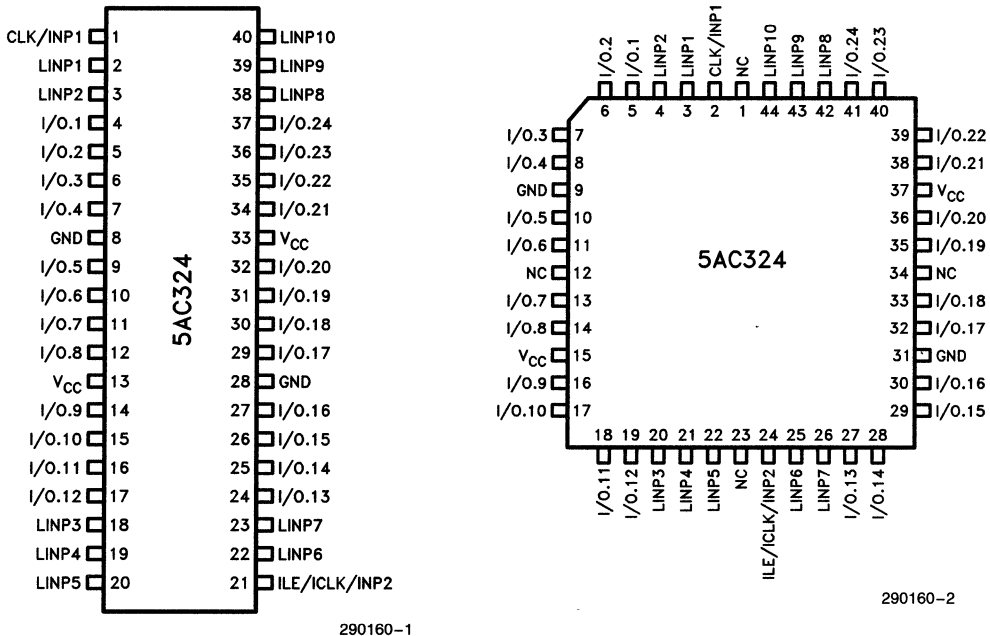 CLK/INP1 1 40 LINP10
LINP1 2 39 LINP9
LINP2 3 38 LINP8
I/O.1 4 37 I/O.24
I/O.2 5 36 I/O.23
I/O.3 6 35 I/O.22
I/O.4 7 34 I/O.21
GND 8 33 VCC
I/O.5 9 32 I/O.20
I/O.6 10 31 I/O.19
I/O.7 11 30 I/O.18
I/O.8 12 29 I/O.17
VCC 13 28 GND
I/O.9 14 27 I/O.16
I/O.10 15 26 I/O.15
I/O.11 16 25 I/O.14
I/O.12 17 24 I/O.13
LINP3 18 23 LINP7
LINP4 19 22 LINP6
LINP5 20 21 ILE/ICLK/INP2
5AC324
290160-1
I/O.2 I/O.1 LINP2 LINP1 CLK/INP1 NC LINP10 LINP9 LINP8 I/O.24 I/O.23
6 5 4 3 2 1 44 43 42 41 40
I/O.3 7 39 I/O.22
I/O.4 8 38 I/O.21
GND 9 37 VCC
I/O.5 10 36 I/O.20
I/O.6 11 35 I/O.19
5AC324
NC 12 34 NC
I/O.7 13 33 I/O.18
I/O.8 14 32 I/O.17
VCC 15 31 GND
I/O.9 16 30 I/O.16
I/O.10 17 29 I/O.15
18 19 20 21 22 23 24 25 26 27 28
I/O.11 I/O.12 LINP3 LINP4 LINP5 NC ILE/ICLK/INP2 LINP6 LINP7 I/O.13 I/O.14
290160-2